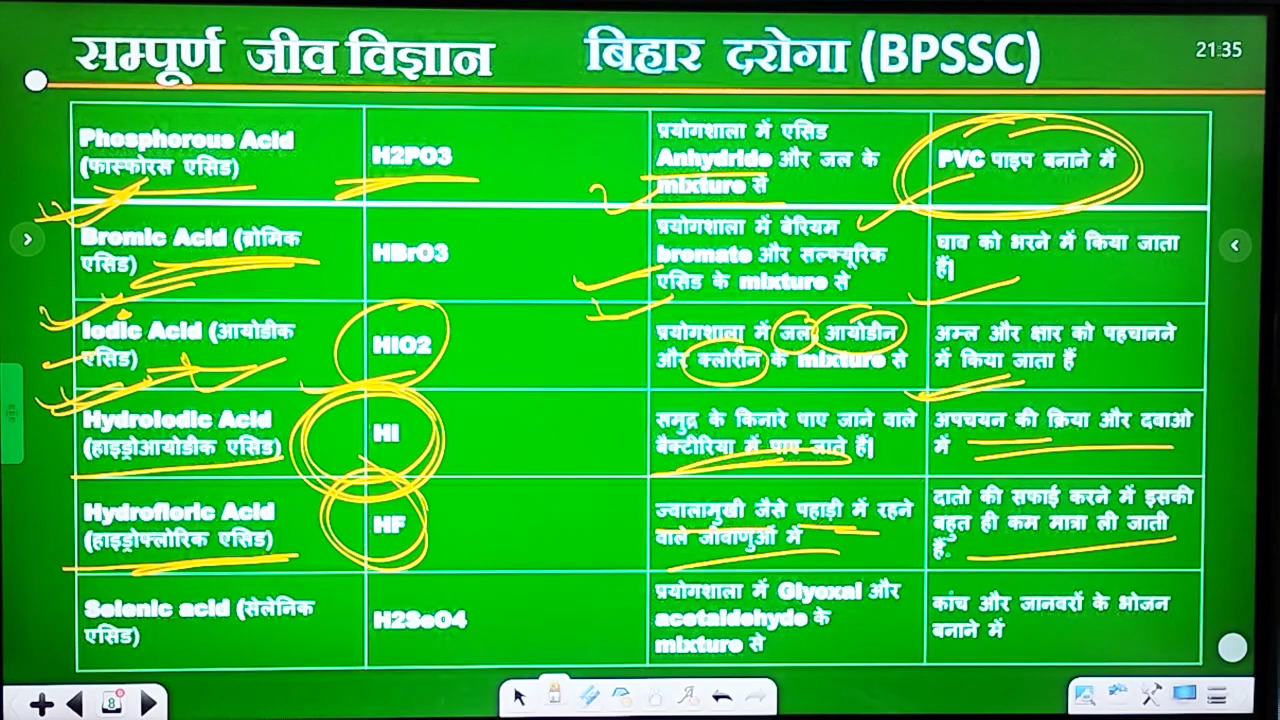 सम्पूर्ण जीव विज्ञान बिहार दरोगा (BPSSC)
21:35
Phosphorous Acid
(फास्फोरस एसिड)
H2PO3
प्रयोगशाला में एसिड
Anhydride और जल के
mixture से
PVC पाइप बनाने में
Bromic Acid (ब्रोमिक
एसिड)
HBrO3
प्रयोगशाला में बेरियम
bromate और सल्फ्यूरिक
एसिड के mixture से
घाव को भरने में किया जाता
हैं|
Iodic Acid (आयोडीक
एसिड)
HIO2
प्रयोगशाला में जल आयोडीन
और क्लोरीन के mixture से
अम्ल और क्षार को पहचानने
में किया जाता हैं
HydroIodic Acid
(हाइड्रोआयोडीक एसिड)
HI
समुद्र के किनारे पाए जाने वाले
बैक्टीरिया में पाए जाते हैं|
अपचयन की क्रिया और दवाओ
में
Hydrofloric Acid
(हाइड्रोफ्लोरिक एसिड)
HF
ज्वालामुखी जैसे पहाड़ी में रहने
वाले जीवाणुओं में
दातो की सफाई करने में इसकी
बहुत ही कम मात्रा ली जाती
हैं.
Selenic acid (सेलेनिक
एसिड)
H2SeO4
प्रयोगशाला में Glyoxal और
acetaldehyde के
mixture से
कांच और जानवरों के भोजन
बनाने में
8